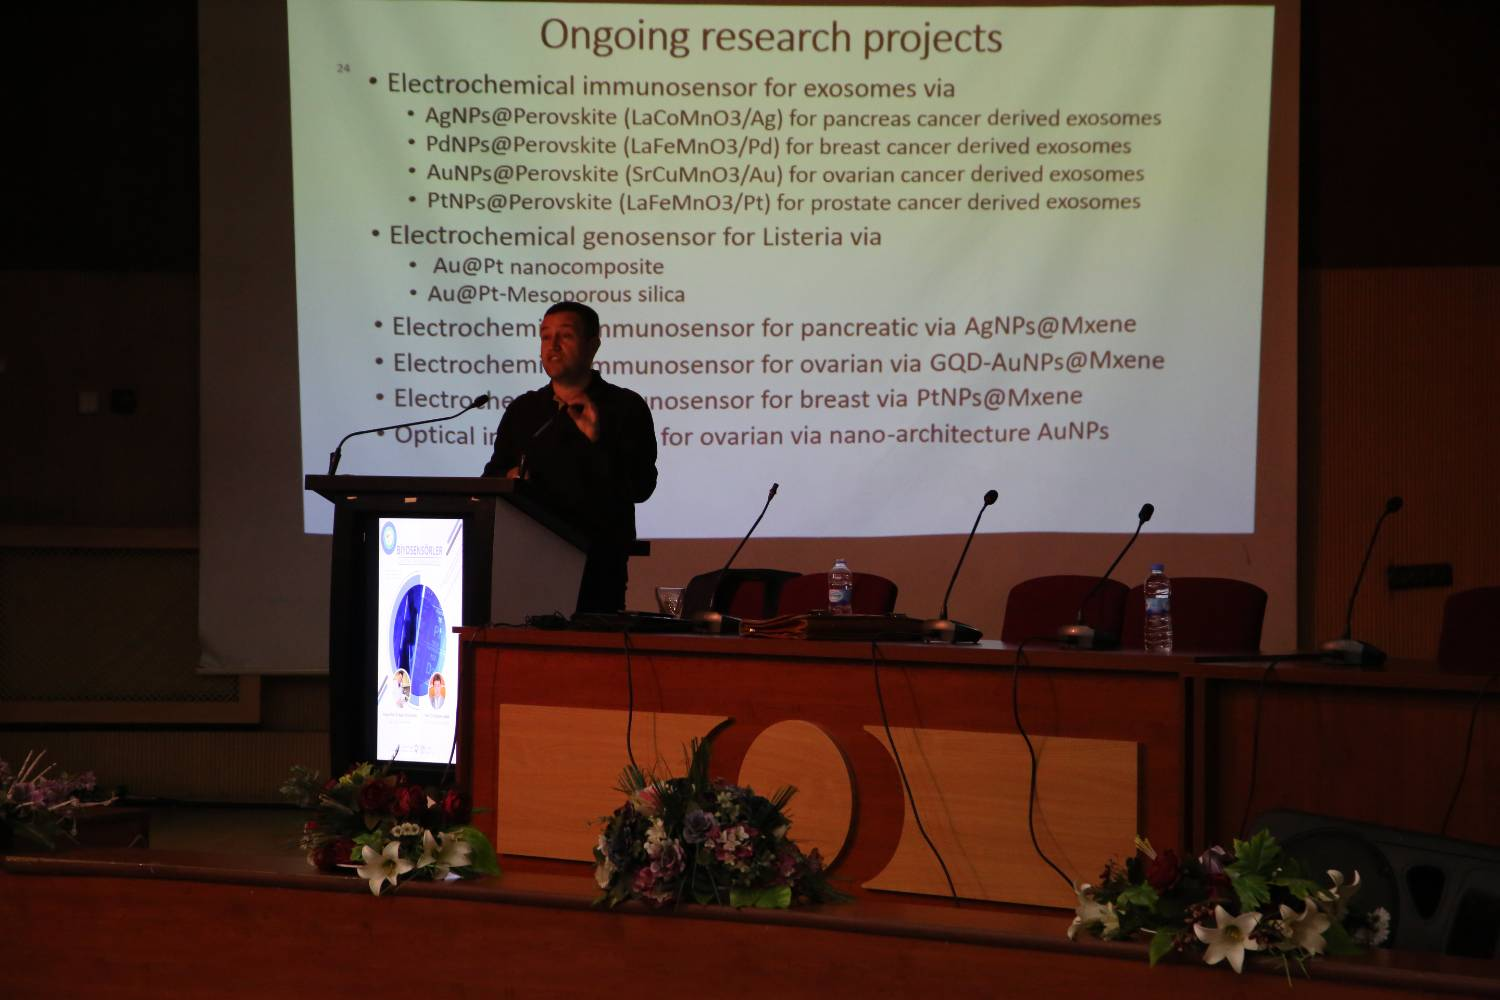 Ongoing research projects
24
• Electrochemical immunosensor for exosomes via
• AgNPs@Perovskite (LaCoMnO3/Ag) for pancreas cancer derived exosomes
• PdNPs@Perovskite (LaFeMnO3/Pd) for breast cancer derived exosomes
• AuNPs@Perovskite (SrCuMnO3/Au) for ovarian cancer derived exosomes
• PtNPs@Perovskite (LaFeMnO3/Pt) for prostate cancer derived exosomes
• Electrochemical genosensor for Listeria via
• Au@Pt nanocomposite
• Au@Pt-Mesoporous silica
• Electrochemi mmunosensor for pancreatic via AgNPs@Mxene
• Electrochemi mmunosensor for ovarian via GQD-AuNPs@Mxene
• Electroche unosensor for breast via PtNPs@Mxene
• Optical i for ovarian via nano-architecture AuNPs
BİYOSENSÖRLER